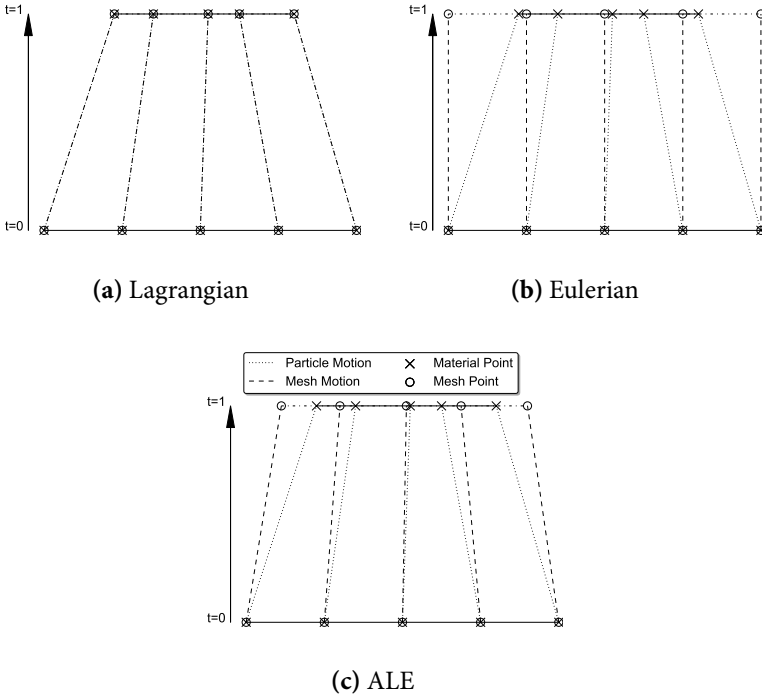 t=1
t=0
(a) Lagrangian
t=1
t=0
(b) Eulerian
Particle Motion
Mesh Motion
Material Point
Mesh Point
t=1
t=0
(c) ALE